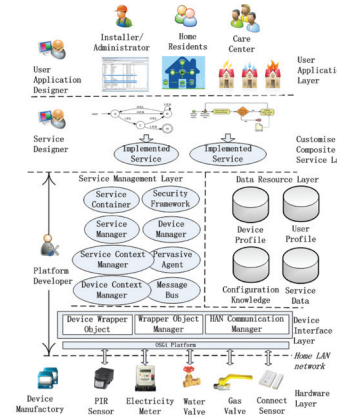 Installer/
Administrator
Home
Residents
Care
Center
User
Application
Designer
User
Applicatio
Layer
Service
Designer
Implemented
Service
Implemented
Service
Customise
Composite
Service La
Service Management Layer
Data Resource Layer
Service
Container
Security
Framework
Service
Manager
Device
Manager
Service Context
Manager
Pervasive
Agent
Device Context
Manager
Message
Bus
Device
Profile
User
Profile
Configuration
Knowledge
Service
Data
Platform
Developer
Device Wrapper
Object
Wrapper Object
Manager
HAN Communication
Manager
OSGi Platform
Device
Interface
Layer
Home LAN
network
Device
Manufactory
PIR
Sensor
Electricity
Meter
Water
Valve
Gas
Valve
Connect
Sensor
Hardware
Layer